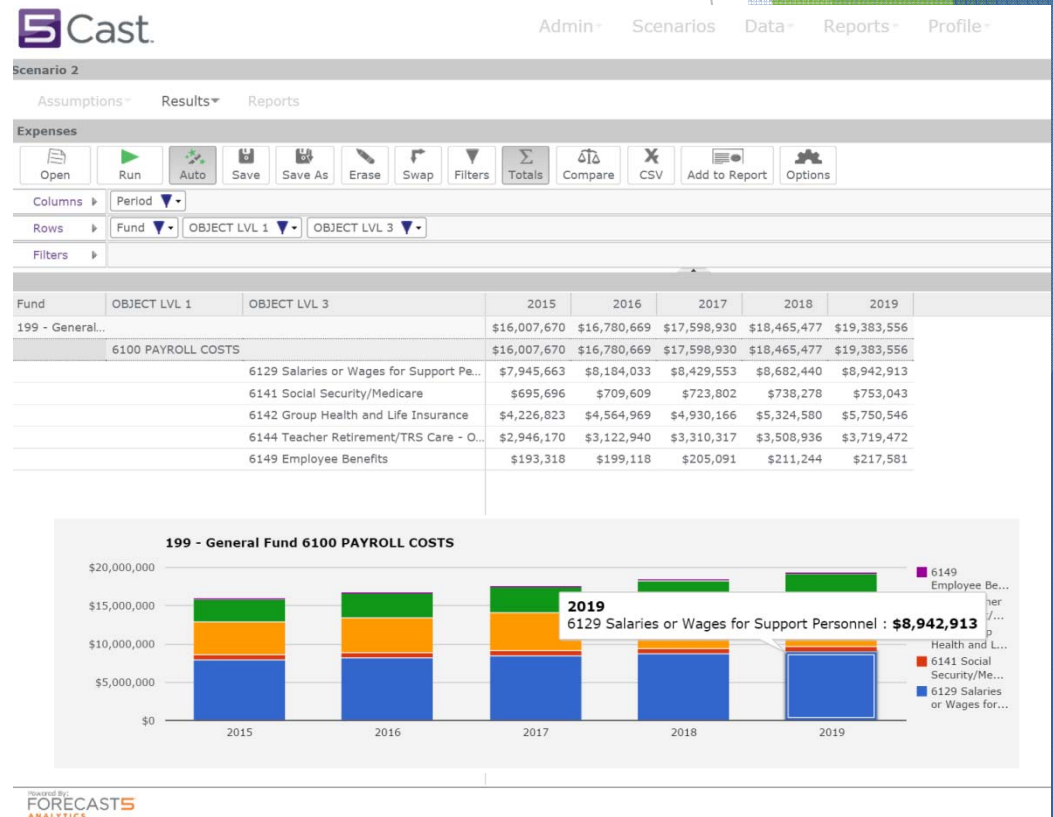 5Cast.
Admin Scenarios Data Reports Profile
Scenario 2
Assumptions Results Reports
Expenses
Open Run Auto Save Save As Erase Swap Filters Totals Compare CSV Add to Report Options
Columns Period
Rows Fund OBJECT LVL 1 OBJECT LVL 3
Filters
Fund OBJECT LVL 1 OBJECT LVL 3 2015 2016 2017 2018 2019
199 - General... $16,007,670 $16,780,669 $17,598,930 $18,465,477 $19,383,556
6100 PAYROLL COSTS $16,007,670 $16,780,669 $17,598,930 $18,465,477 $19,383,556
6129 Salaries or Wages for Support Pe... $7,945,663 $8,184,033 $8,429,553 $8,682,440 $8,942,913
6141 Social Security/Medicare $695,696 $709,609 $723,802 $738,278 $753,043
6142 Group Health and Life Insurance $4,226,823 $4,564,969 $4,930,166 $5,324,580 $5,750,546
6144 Teacher Retirement/TRS Care - O... $2,946,170 $3,122,940 $3,310,317 $3,508,936 $3,719,472
6149 Employee Benefits $193,318 $199,118 $205,091 $211,244 $217,581
199 - General Fund 6100 PAYROLL COSTS
$20,000,000
$15,000,000
$10,000,000
$5,000,000
$0
2015 2016 2017 2018 2019
2019
6129 Salaries or Wages for Support Personnel : $8,942,913
6149
Employee Be...
Health and L...
6141 Social
Security/Me...
6129 Salaries
or Wages for...
Powered By:
FORECAST5
ANALYTICS